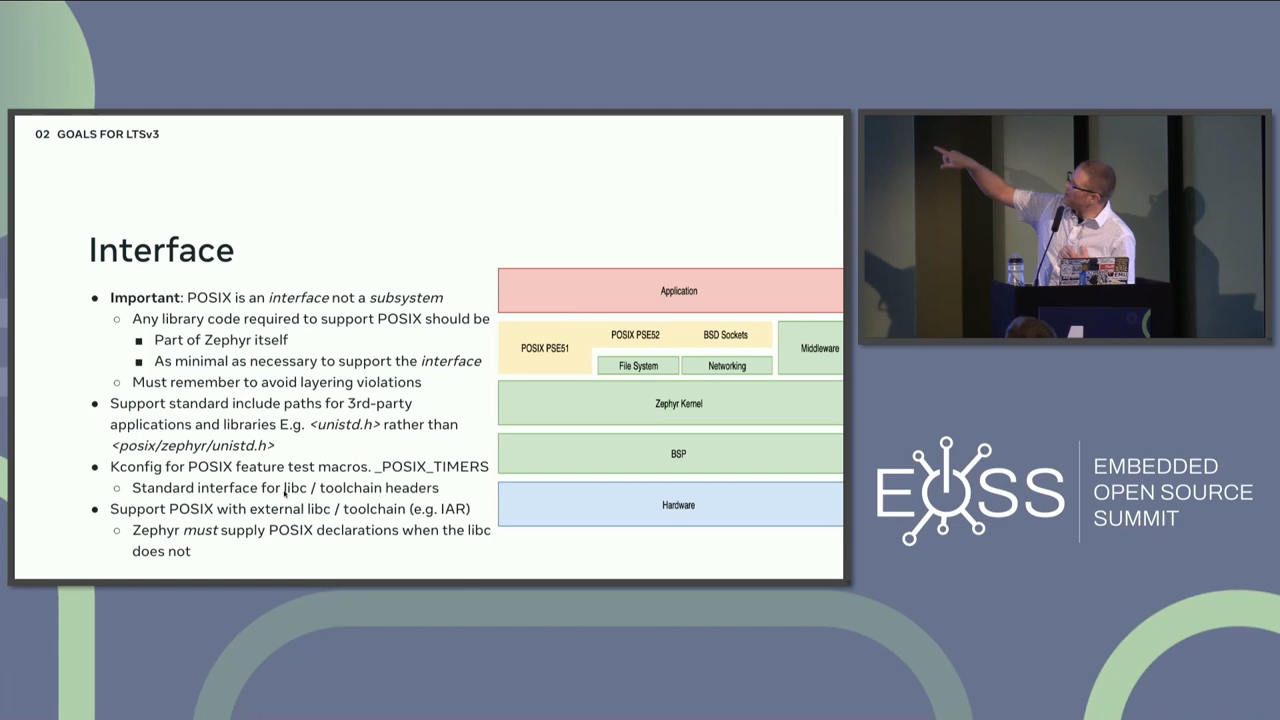 02 GOALS FOR LTSv3
Interface
● Important: POSIX is an interface not a subsystem
○ Any library code required to support POSIX should be
■ Part of Zephyr itself
■ As minimal as necessary to support the interface
○ Must remember to avoid layering violations
● Support standard include paths for 3rd-party
applications and libraries E.g. <unistd.h> rather than
<posix/zephyr/unistd.h>
● Kconfig for POSIX feature test macros. _POSIX_TIMERS
○ Standard interface for libc / toolchain headers
● Support POSIX with external libc / toolchain (e.g. IAR)
○ Zephyr must supply POSIX declarations when the libc
does not
Application
POSIX PSE51
POSIX PSE52
BSD Sockets
File System
Networking
Middleware
Zephyr Kernel
BSP
Hardware
EOSS
EMBEDDED
OPEN SOURCE
SUMMIT